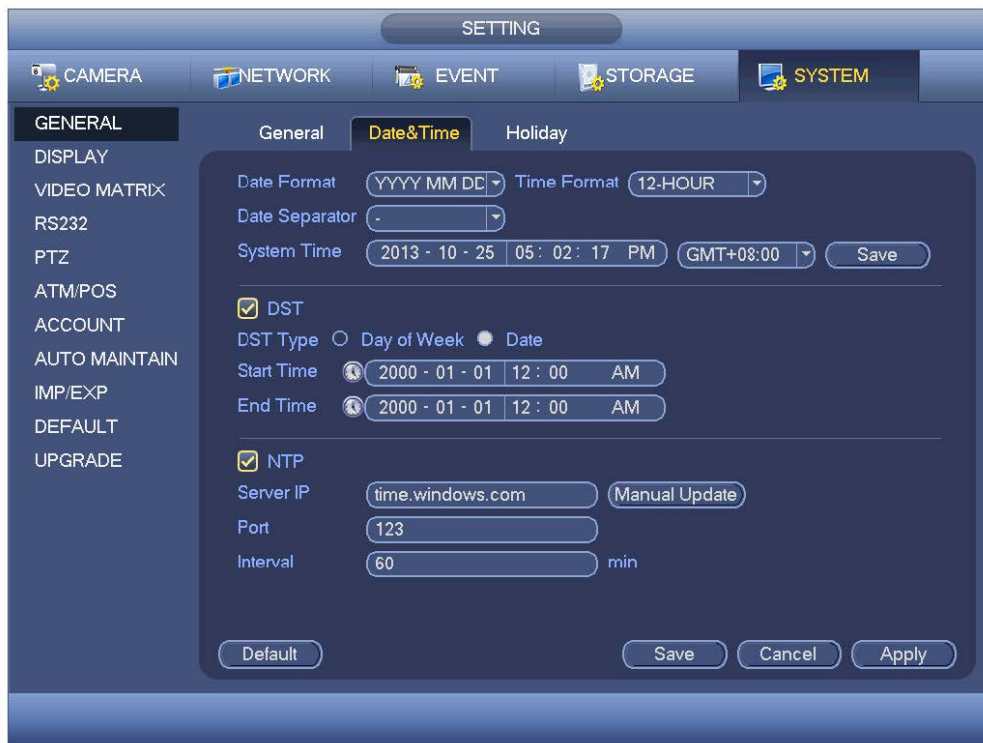 SETTING
CAMERA NETWORK EVENT STORAGE SYSTEM
GENERAL
DISPLAY
VIDEO MATRIX
RS232
PTZ
ATM/POS
ACCOUNT
AUTO MAINTAIN
IMP/EXP
DEFAULT
UPGRADE
General Date&Time Holiday
Date Format YYYY MM DD Time Format 12-HOUR
Date Separator -
System Time 2013 - 10 - 25 05 : 02 : 17 PM GMT+08:00 Save
DST
DST Type Day of Week Date
Start Time 2000 - 01 - 01 12 : 00 AM
End Time 2000 - 01 - 01 12 : 00 AM
NTP
Server IP time.windows.com Manual Update
Port 123
Interval 60 min
Default Save Cancel Apply